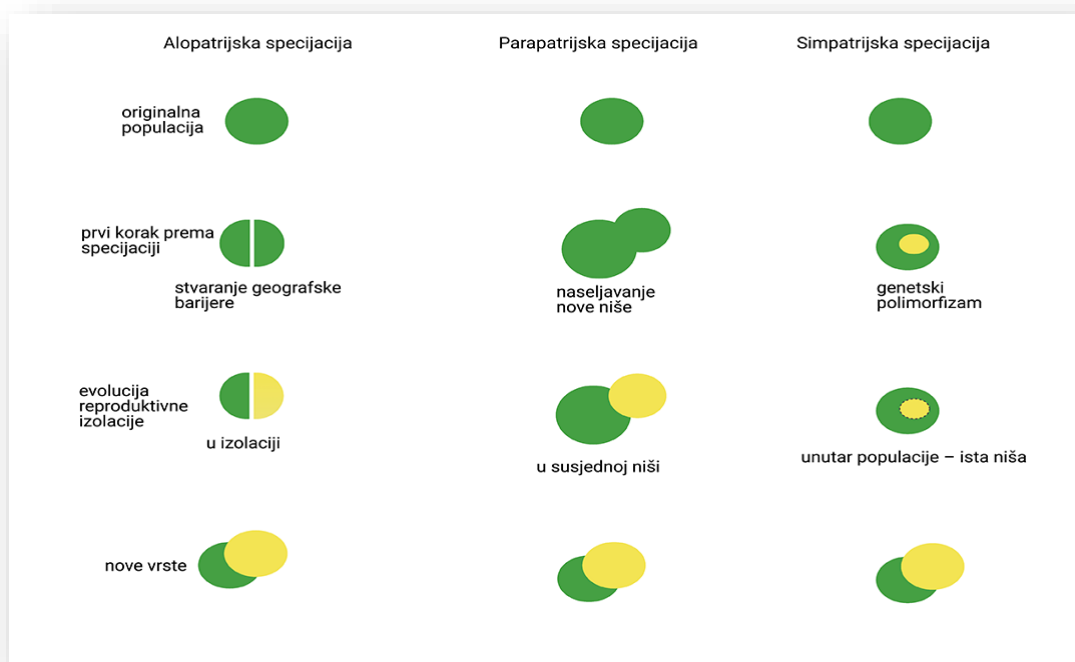 Alopatrijska specijacija
Parapatrijska specijacija
Simpatrijska specijacija
originalna
populacija
prvi korak prema
specijaciji
stvaranje geografske
barijere
naseljavanje
nove niše
genetski
polimorfizam
evolucija
reproduktivne
izolacije
u izolaciji
u susjednoj niši
unutar populacije – ista niša
nove vrste